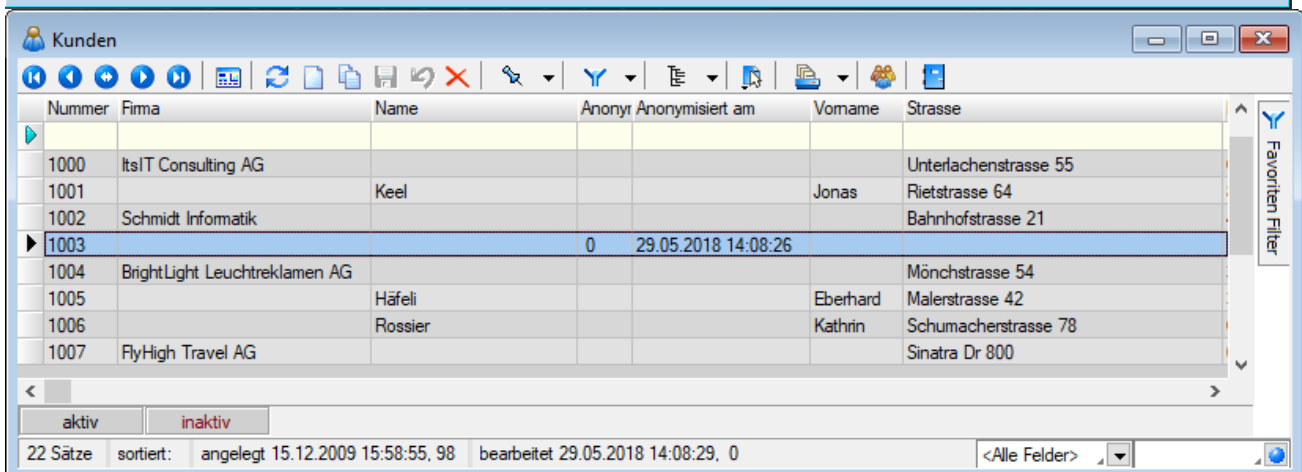 Kunden
Nummer Firma Name Anonyr Anonymisiert am Vorname Strasse
1000 ItsIT Consulting AG Unterlachenstrasse 55
1001 Keel Jonas Rietstrasse 64
1002 Schmidt Informatik Bahnhofstrasse 21
1003 0 29.05.2018 14:08:26
1004 BrightLight Leuchtreklamen AG Mönchstrasse 54
1005 Häfeli Eberhard Malerstrasse 42
1006 Rossier Kathrin Schumacherstrasse 78
1007 FlyHigh Travel AG Sinatra Dr 800
Favoriten Filter
aktiv inaktiv
22 Sätze sortiert: angelegt 15.12.2009 15:58:55, 98 bearbeitet 29.05.2018 14:08:29, 0 <Alle Felder>